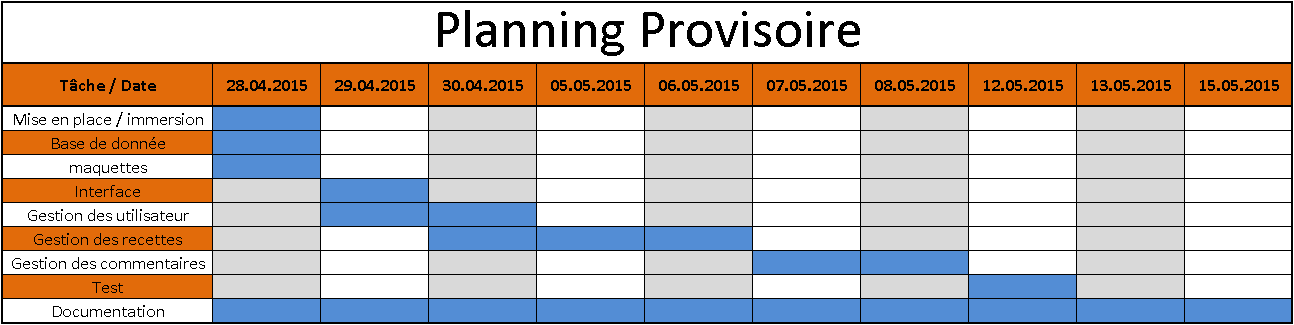 Planning Provisoire
Tâche / Date 28.04.2015 29.04.2015 30.04.2015 05.05.2015 06.05.2015 07.05.2015 08.05.2015 12.05.2015 13.05.2015 15.05.2015
Mise en place / immersion
Base de donnée
maquettes
Interface
Gestion des utilisateur
Gestion des recettes
Gestion des commentaires
Test
Documentation